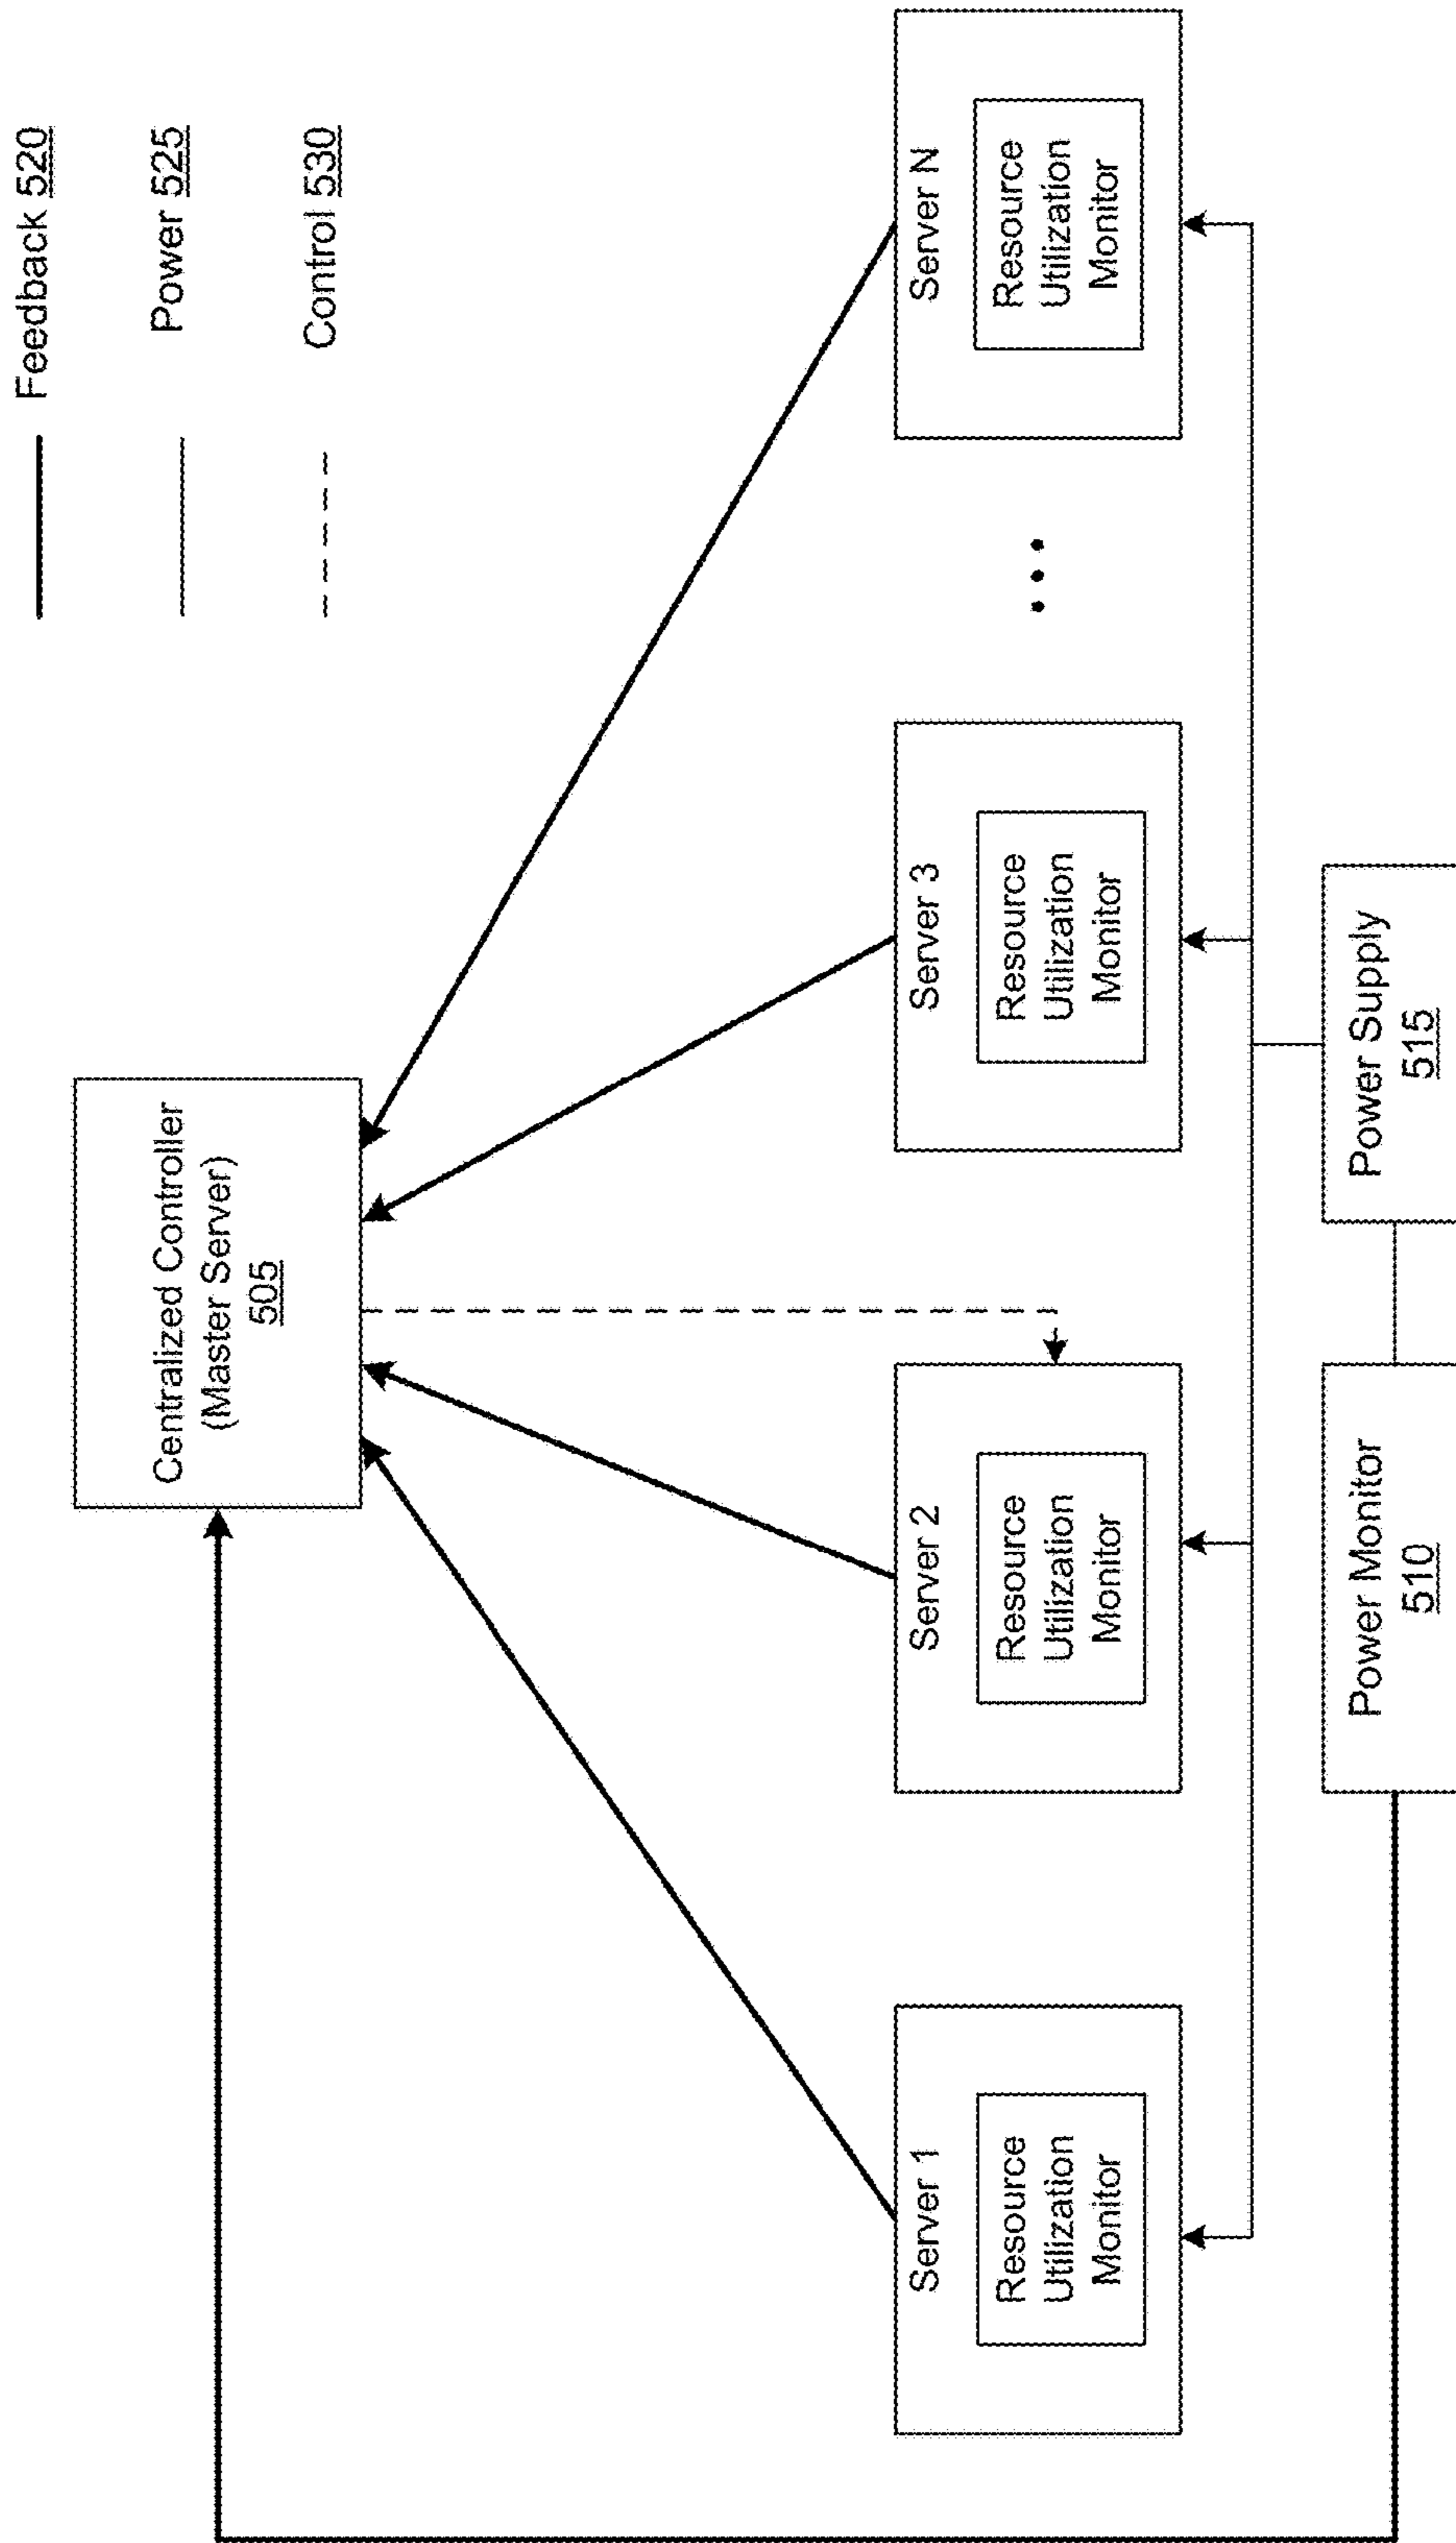 Feedback 520
Power 525
Control 530
Centralized Controller
(Master Server)
505
Server 1
Resource
Utilization
Monitor
Server 2
Resource
Utilization
Monitor
Server 3
Resource
Utilization
Monitor
Server N
Resource
Utilization
Monitor
Power Monitor
510
Power Supply
515